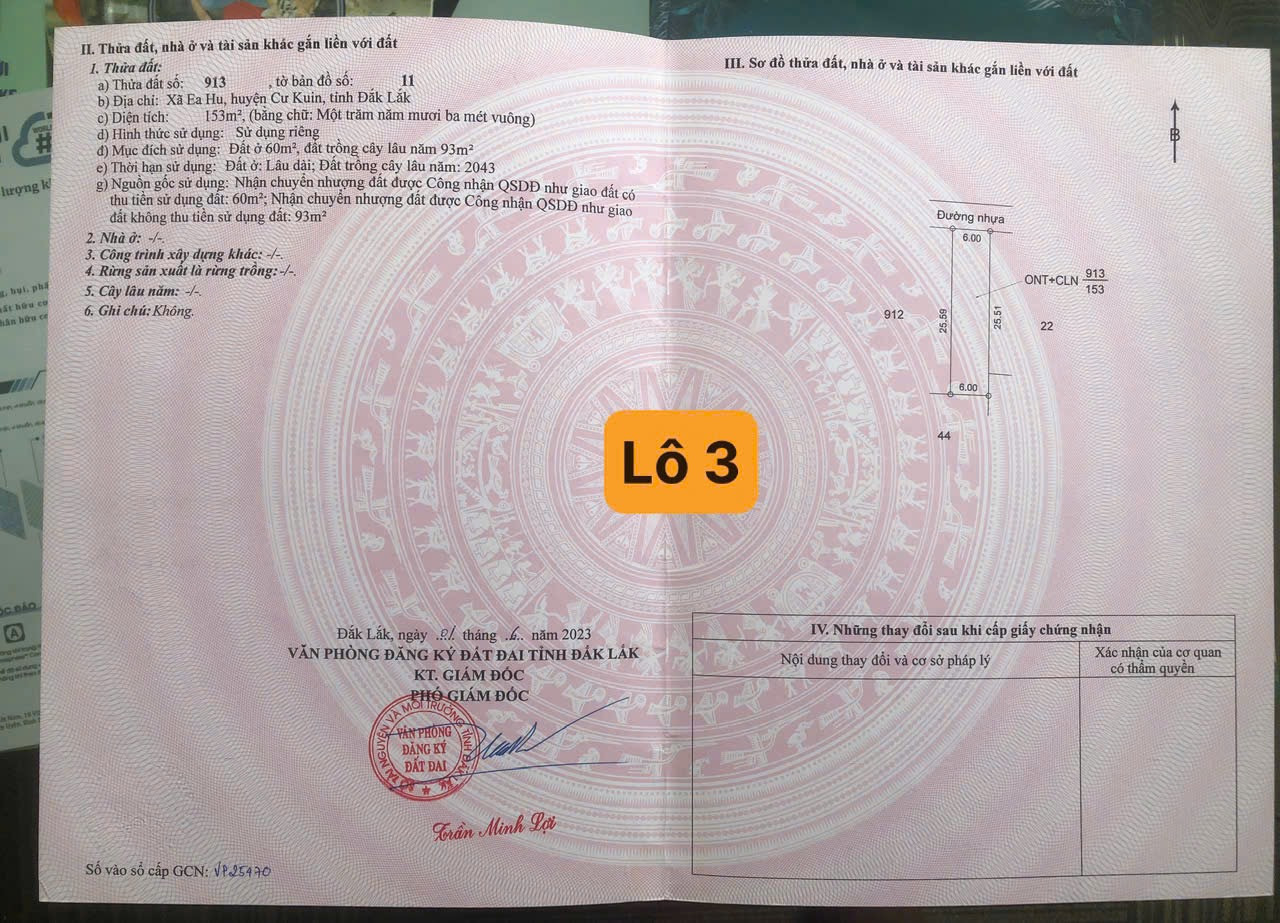 II. Thửa đất, nhà ở và tài sản khác gắn liền với đất
1. Thửa đất:
a) Thửa đất số: 913 , tờ bản đồ số: 11
b) Địa chỉ: Xã Ea Hu, huyện Cư Kuin, tỉnh Đắk Lắk
c) Diện tích: 153m², (bằng chữ: Một trăm năm mươi ba mét vuông)
d) Hình thức sử dụng: Sử dụng riêng
đ) Mục đích sử dụng: Đất ở 60m², đất trồng cây lâu năm 93m²
e) Thời hạn sử dụng: Đất ở: Lâu dài; Đất trồng cây lâu năm: 2043
g) Nguồn gốc sử dụng: Nhận chuyển nhượng đất được Công nhận QSDĐ như giao đất có
thu tiền sử dụng đất: 60m²; Nhận chuyển nhượng đất được Công nhận QSDĐ như giao
đất không thu tiền sử dụng đất: 93m²
2. Nhà ở: -/-.
3. Công trình xây dựng khác: -/-.
4. Rừng sản xuất là rừng trồng: -/-.
5. Cây lâu năm: -/-.
6. Ghi chú: Không.
Đắk Lắk, ngày tháng .6.. năm 2023
VĂN PHÒNG ĐĂNG KÝ ĐẤT ĐAI TỈNH ĐẮK LẮK
KT. GIÁM ĐỐC
PHÓ GIÁM ĐỐC
SỞ TÀI NGUYÊN VÀ MÔI TRƯỜNG TỈNH ĐẮK LẮK
VĂN PHÒNG
ĐĂNG KÝ
ĐẤT ĐAI
Trần Minh Lợi
Số vào sổ cấp GCN: VP25470
Lô 3
III. Sơ đồ thửa đất, nhà ở và tài sản khác gắn liền với đất
B
Đường nhựa
6.00
ONT+CLN 913
153
912
25.59
25.51
22
6.00
44
IV. Những thay đổi sau khi cấp giấy chứng nhận
Nội dung thay đổi và cơ sở pháp lý
Xác nhận của cơ quan
có thẩm quyền